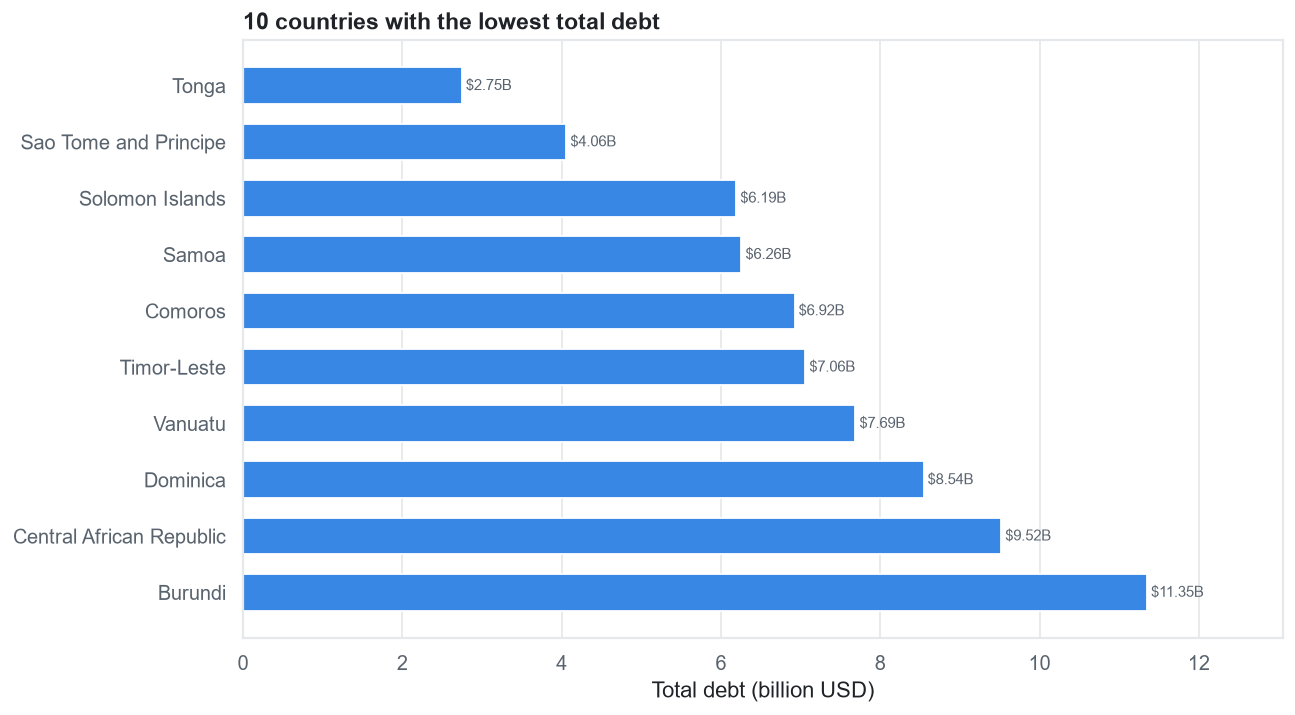 10 countries with the lowest total debt
Tonga $2.75B
Sao Tome and Principe $4.06B
Solomon Islands $6.19B
Samoa $6.26B
Comoros $6.92B
Timor-Leste $7.06B
Vanuatu $7.69B
Dominica $8.54B
Central African Republic $9.52B
Burundi $11.35B
0 2 4 6 8 10 12
Total debt (billion USD)